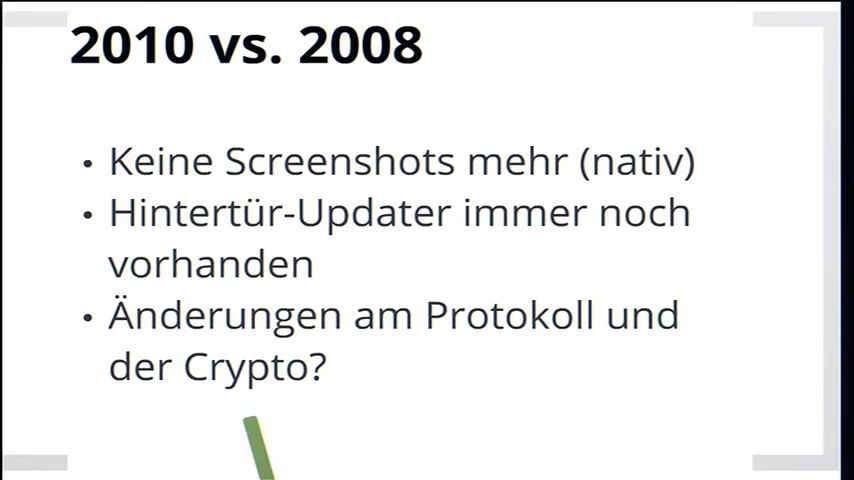 2010 vs. 2008
• Keine Screenshots mehr (nativ)
• Hintertür-Updater immer noch
vorhanden
• Änderungen am Protokoll und
der Crypto?